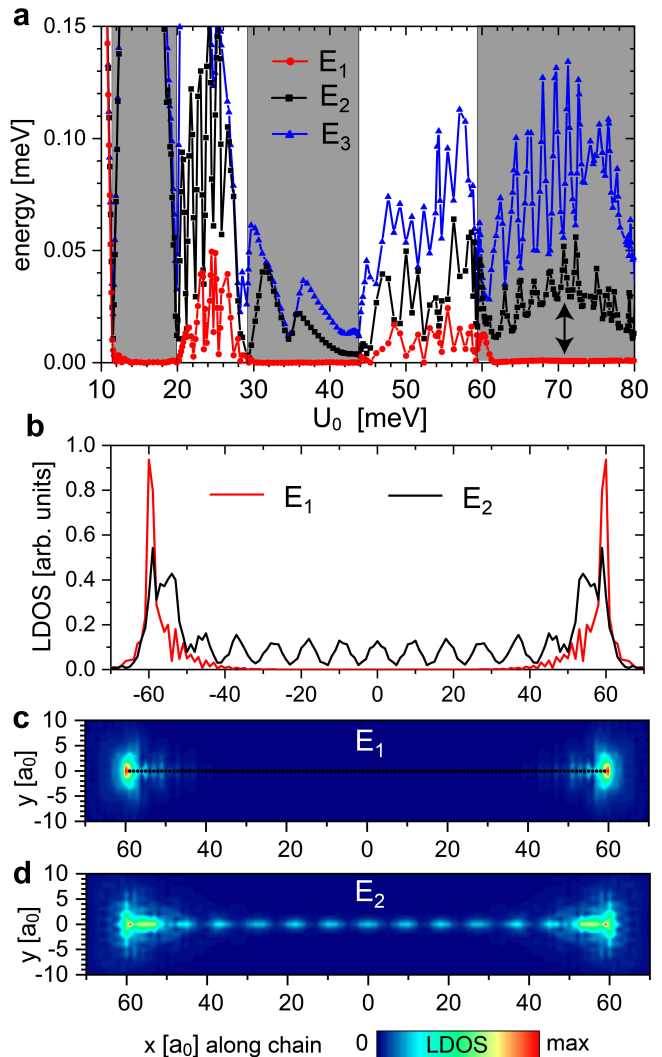 a
energy [meV]
0.15
0.10
0.05
0.00
E1
E2
E3
10 20 30 40 50 60 70 80
U0 [meV]
b
LDOS [arb. units]
1.0
0.8
0.6
0.4
0.2
0.0
E1 E2
-60 -40 -20 0 20 40 60
c
y [a0]
10
5
0
-5
-10
E1
60 40 20 0 20 40 60
d
y [a0]
10
5
0
-5
-10
E2
60 40 20 0 20 40 60
x [a0] along chain 0 LDOS max